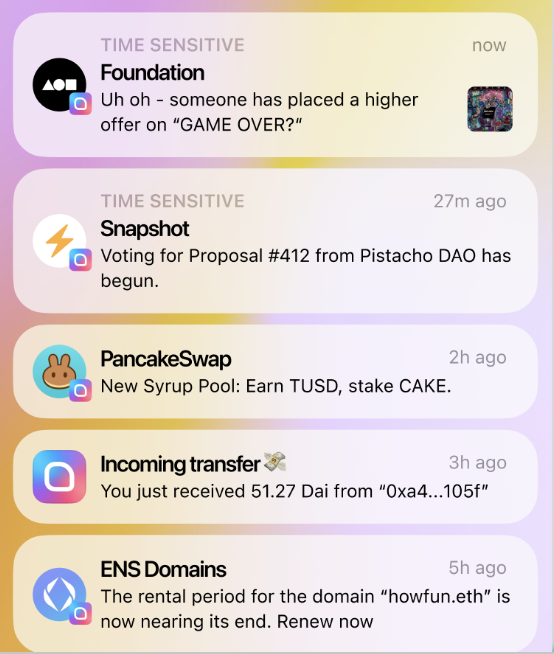 TIME SENSITIVE
now
Foundation
Uh oh - someone has placed a higher
offer on “GAME OVER?“
TIME SENSITIVE
27m ago
Snapshot
Voting for Proposal #412 from Pistacho DAO has
begun.
PancakeSwap
2h ago
New Syrup Pool: Earn TUSD, stake CAKE.
Incoming transfer💸
3h ago
You just received 51.27 Dai from “0xa4...105f”
ENS Domains
5h ago
The rental period for the domain “howfun.eth” is
now nearing its end. Renew now